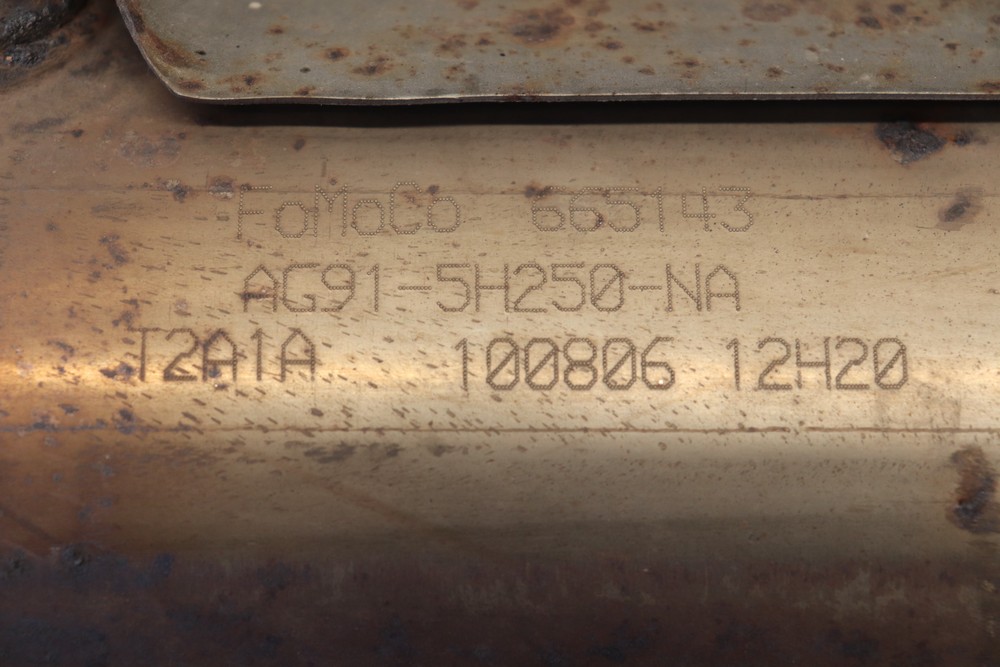 FoMoCo 665143
AG91-5H250-NA
T2A1A 100806 12H20